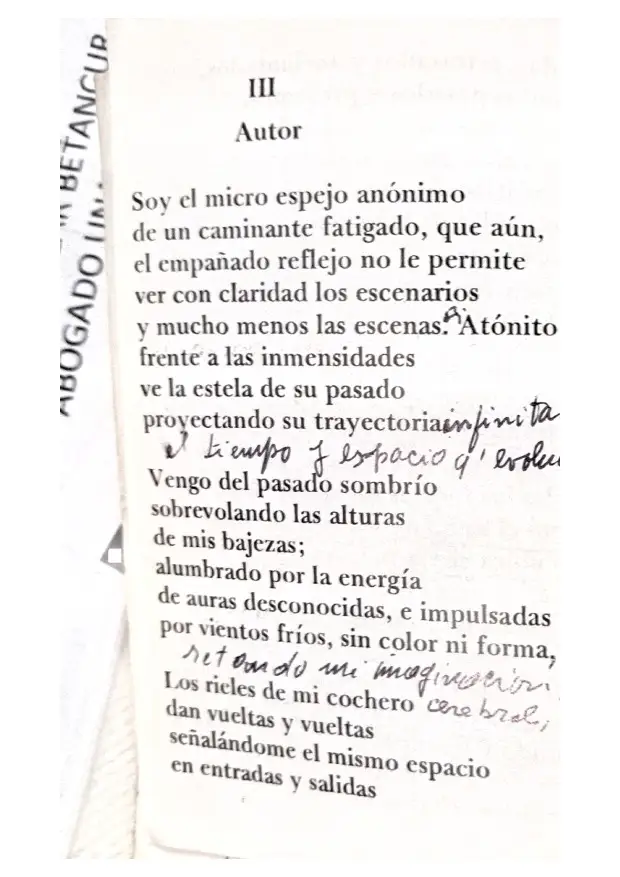 III
Autor
Soy el micro espejo anónimo
de un caminante fatigado, que aún,
el empañado reflejo no le permite
ver con claridad los escenarios
y mucho menos las escenas. Atónito
frente a las inmensidades
ve la estela de su pasado
proyectando su trayectoria infinita
tiempo y espacio q'
Vengo del pasado sombrío
sobrevolando las alturas
de mis bajezas;
alumbrado por la energía
de auras desconocidas, e impulsadas
por vientos fríos, sin color ni forma,
retando mi imaginación.
Los rieles de mi cochero cerebral,
dan vueltas y vueltas
señalándome el mismo espacio
en entradas y salidas
BETANCUR
ABOGADO